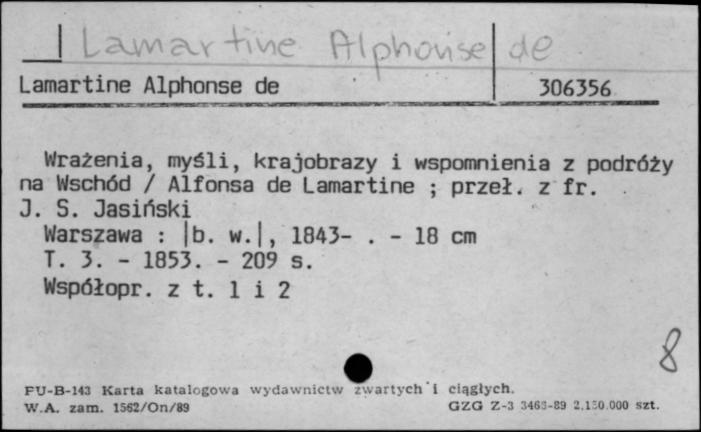 Lamartine Alphonse de
Lamartine Alphonse de 306356
Wrażenia, myśli, krajobrazy i wspomnienia z podróży
na Wschód / Alfonsa de Lamartine ; przeł. z fr.
J. S. Jasiński
Warszawa : |b. w.|, 1843- . - 18 cm
T. 3. - 1853. - 209 s.
Współopr. z t. 1 i 2
8
PU-B-143 Karta katalogowa wydawnictw zwartych i ciągłych.
W.A. zam. 1562/On/89 GZG Z-3 3463-89 2.150.000 szt.